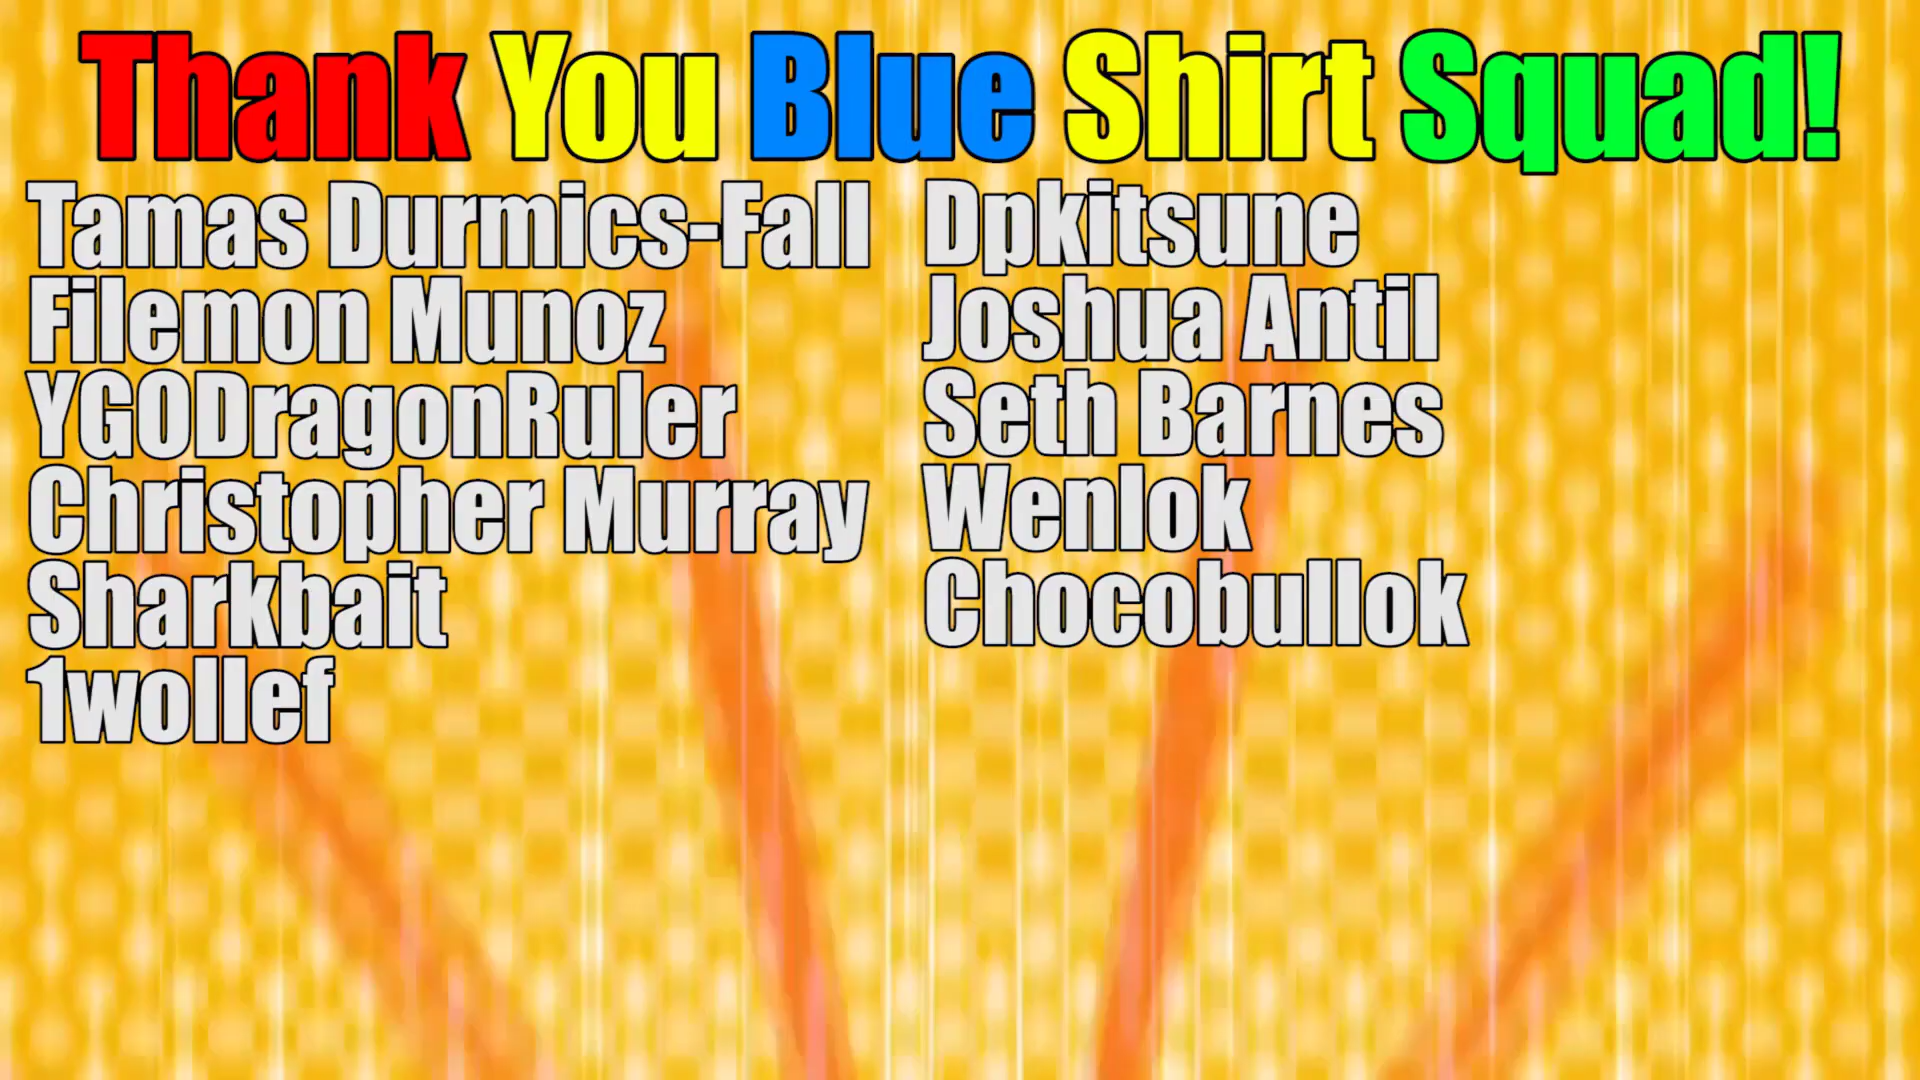 Thank You Blue Shirt Squad!
Tamas Durmics-Fall
Filemon Munoz
YGODragonRuler
Christopher Murray
Sharkbait
1wollef
Dpkitsune
Joshua Antil
Seth Barnes
Wenlok
Chocobullok